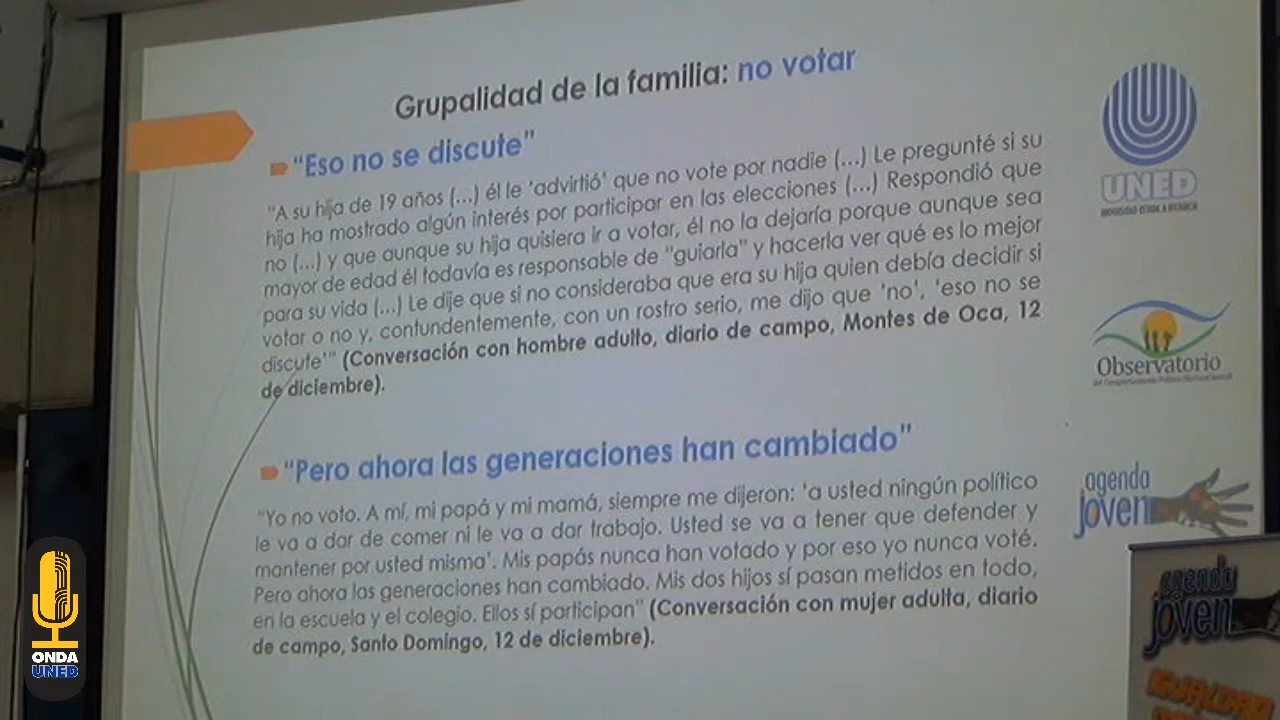 Grupalidad de la familia: no votar
“Eso no se discute”
“A su hija de 19 años (...) él le ‘advirtió’ que no vote por nadie (...) Le pregunté si su
hija ha mostrado algún interés por participar en las elecciones (...) Respondió que
no (...) y que aunque su hija quisiera ir a votar, él no la dejaría porque aunque sea
mayor de edad él todavía es responsable de “guiarla” y hacerla ver qué es lo mejor
para su vida (...) Le dije que si no consideraba que era su hija quien debía decidir si
votar o no y, contundentemente, con un rostro serio, me dijo que ‘no’, ‘eso no se
discute’” (Conversación con hombre adulto, diario de campo, Montes de Oca, 12
de diciembre).
“Pero ahora las generaciones han cambiado”
“Yo no voto. A mí, mi papá y mi mamá, siempre me dijeron: ‘a usted ningún político
le va a dar de comer ni le va a dar trabajo. Usted se va a tener que defender y
mantener por usted misma’. Mis papás nunca han votado y por eso yo nunca voté.
Pero ahora las generaciones han cambiado. Mis dos hijos sí pasan metidos en todo,
en la escuela y el colegio. Ellos sí participan” (Conversación con mujer adulta, diario
de campo, Santo Domingo, 12 de diciembre).
UNED
Observatorio
agenda
joven
agenda
joven
ONDA
UNED